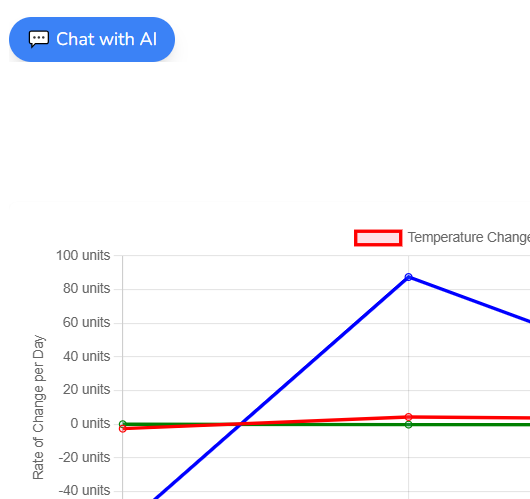 💬 Chat with AI
Temperature Change
100 units
80 units
60 units
40 units
20 units
0 units
-20 units
-40 units
Rate of Change per Day